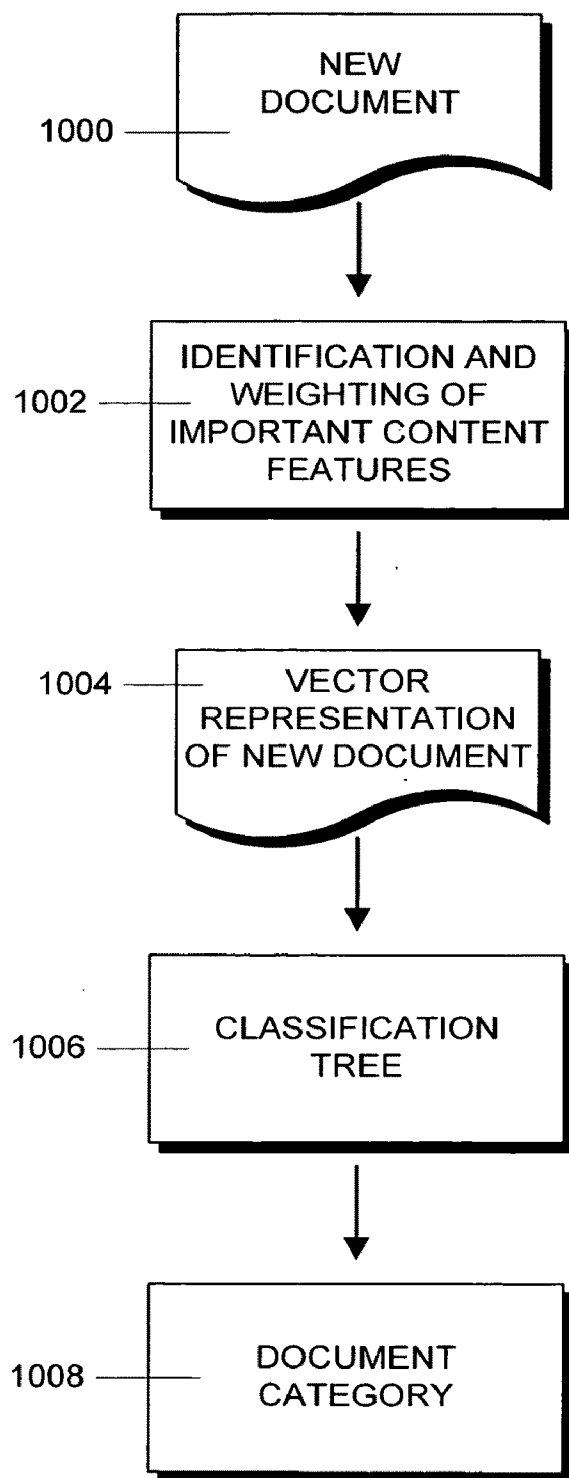 NEW
DOCUMENT
1000
IDENTIFICATION AND
WEIGHTING OF
IMPORTANT CONTENT
FEATURES
1002
VECTOR
REPRESENTATION
OF NEW DOCUMENT
1004
CLASSIFICATION
TREE
1006
DOCUMENT
CATEGORY
1008